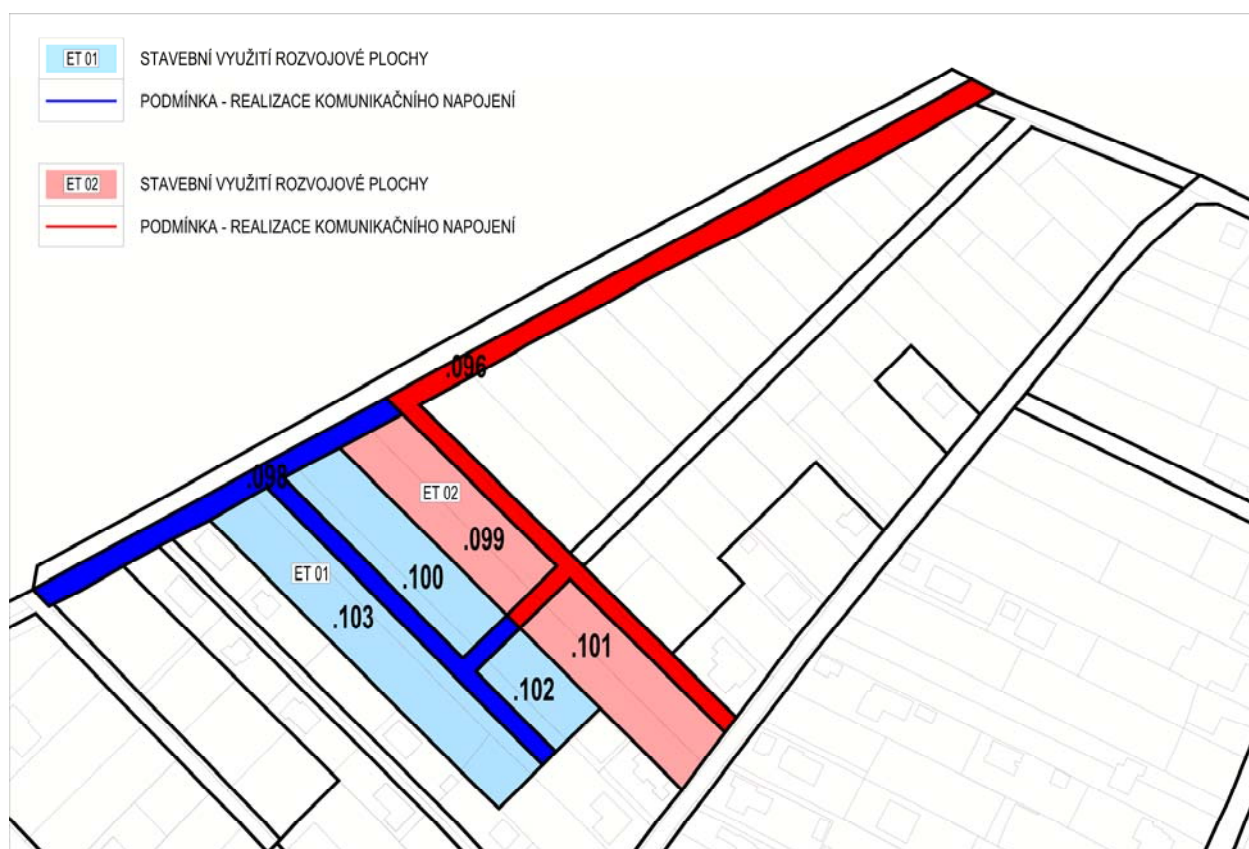 ET 01 STAVEBNÍ VYUŽITÍ ROZVOJOVÉ PLOCHY
PODMÍNKA - REALIZACE KOMUNIKAČNÍHO NAPOJENÍ
ET 02 STAVEBNÍ VYUŽITÍ ROZVOJOVÉ PLOCHY
PODMÍNKA - REALIZACE KOMUNIKAČNÍHO NAPOJENÍ
.096
.098
ET 02
.099
ET 01
.100
.103
.101
.102